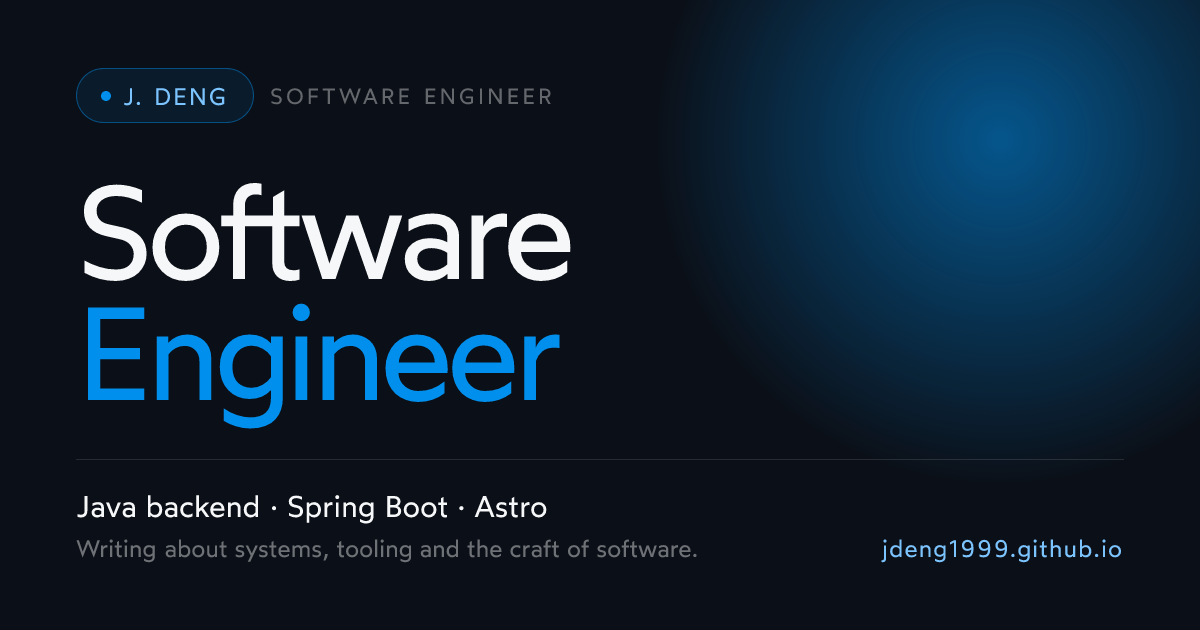 J. DENG SOFTWARE ENGINEER
Software
Engineer
Java backend · Spring Boot · Astro
Writing about systems, tooling and the craft of software.
jdeng1999.github.io